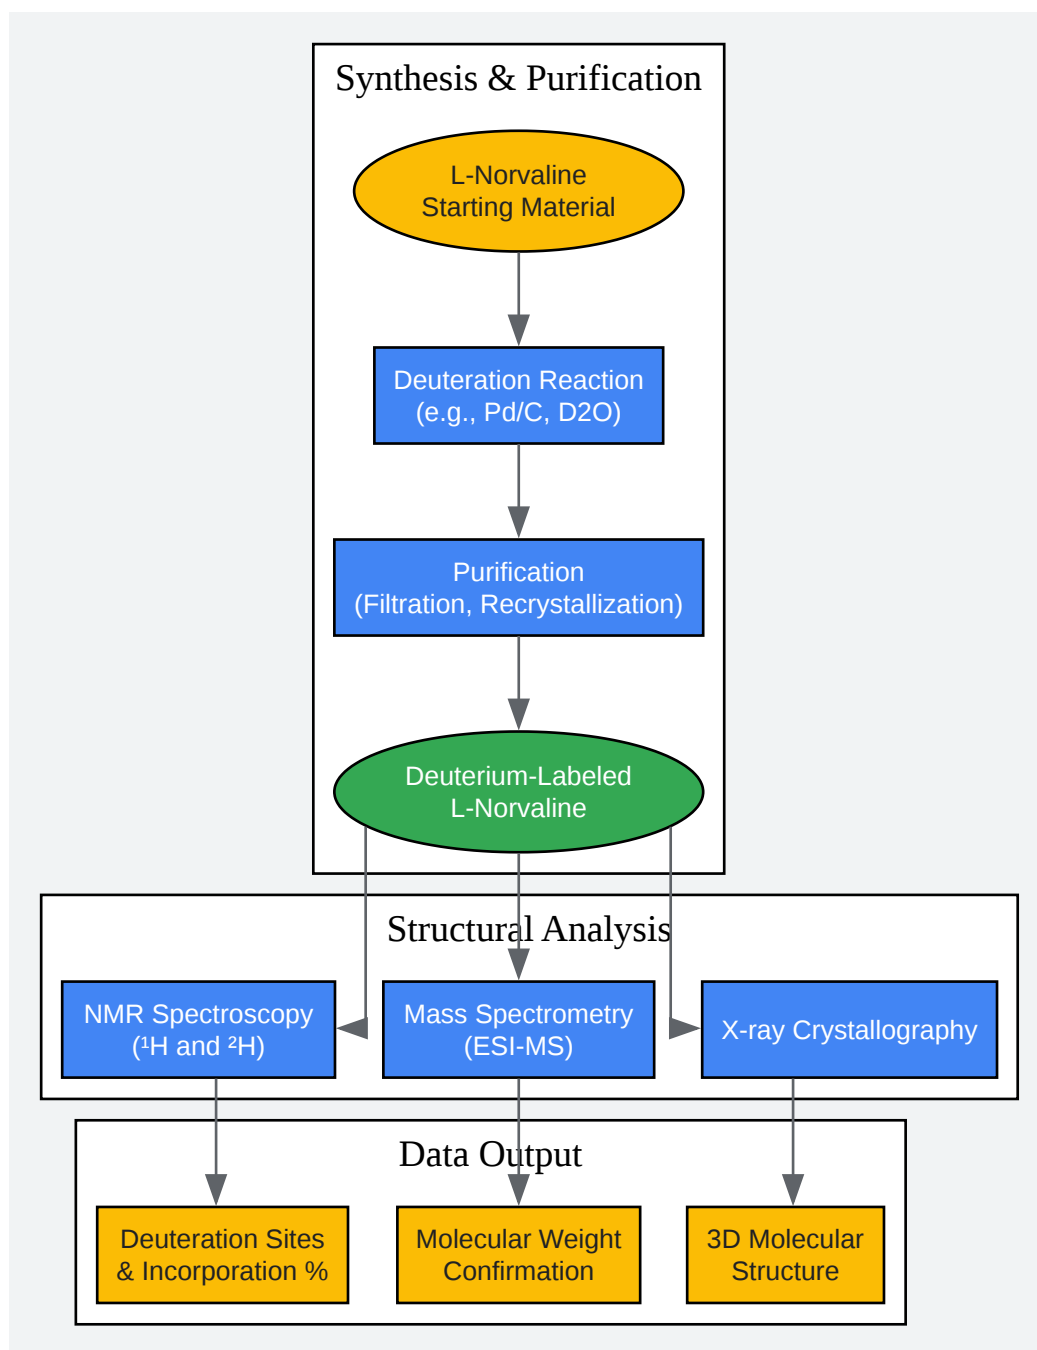 Synthesis & Purification
L-Norvaline
Starting Material
Deuteration Reaction
(e.g., Pd/C, D2O)
Purification
(Filtration, Recrystallization)
Deuterium-Labeled
L-Norvaline
Structural Analysis
NMR Spectroscopy
(¹H and ²H)
Mass Spectrometry
(ESI-MS)
X-ray Crystallography
Data Output
Deuteration Sites
& Incorporation %
Molecular Weight
Confirmation
3D Molecular
Structure